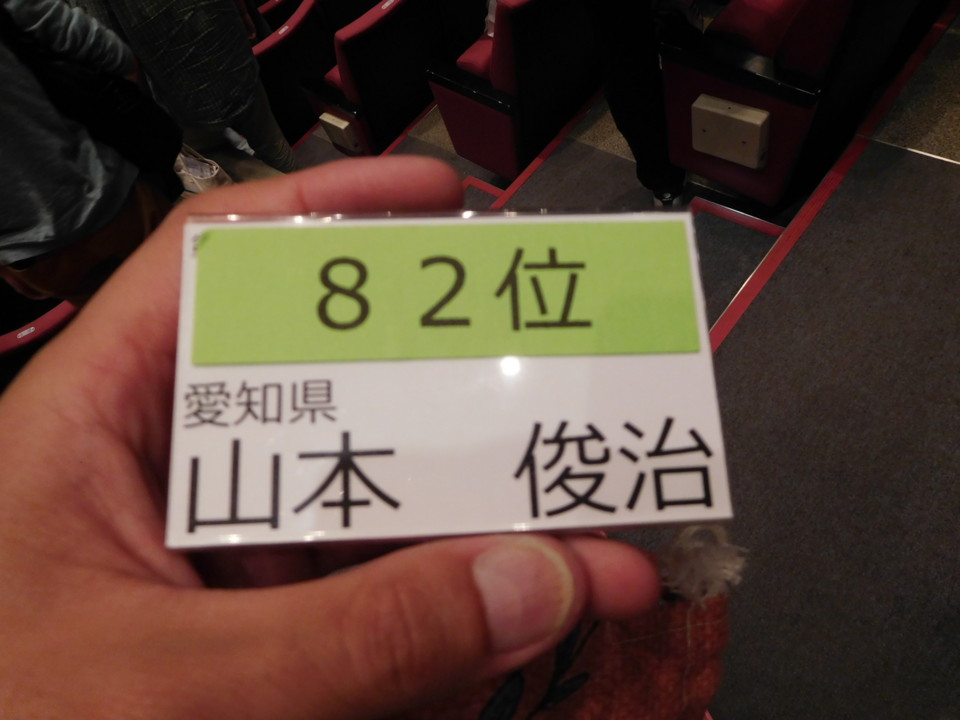 ８２位
愛知県
山本　俊治